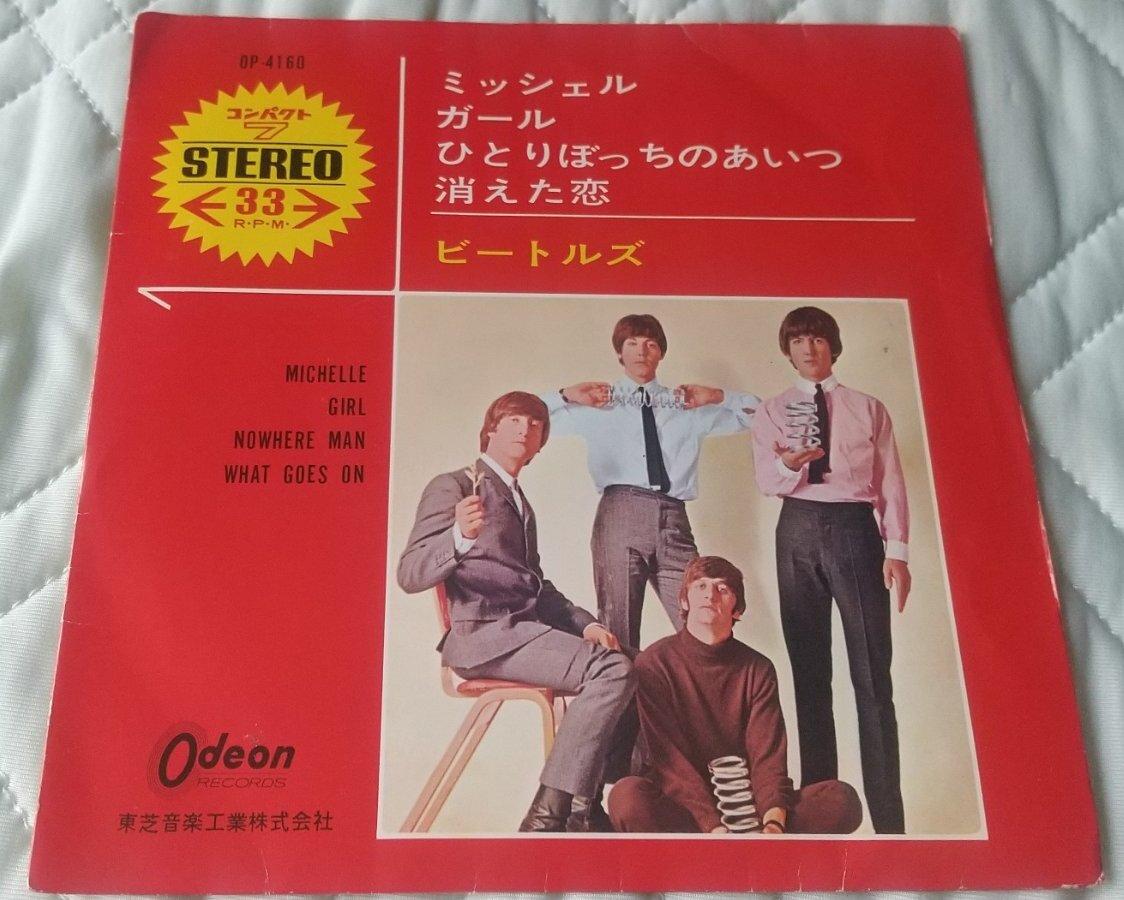 OP-4160
コンパクト
7
STEREO
33
R・P・M・
ミッシェル
ガール
ひとりぼっちのあいつ
消えた恋
ビートルズ
MICHELLE
GIRL
NOWHERE MAN
WHAT GOES ON
Odeon
RECORDS
東芝音楽工業株式会社